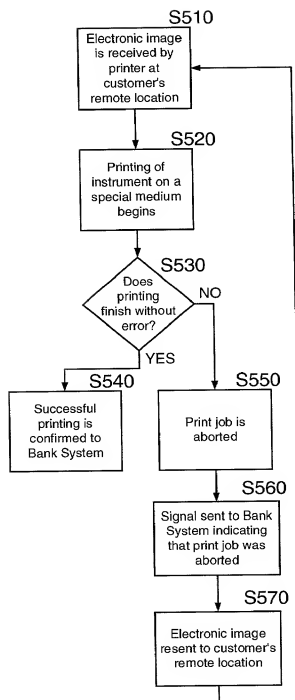 S510
Electronic image
is received by
printer at
customer's
remote location
S520
Printing of
instrument on a
special medium
begins
S530
Does
printing
finish without
error?
NO
YES
S540
Successful
printing is
confirmed to
Bank System
S550
Print job is
aborted
S560
Signal sent to Bank
System indicating
that print job was
aborted
S570
Electronic image
resent to customer's
remote location